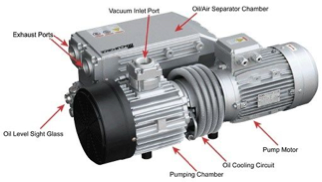 Vacuum Inlet Port
Oil/Air Separator Chamber
Exhaust Ports
Oil Level Sight Glass
Pump Motor
Oil Cooling Circuit
Pumping Chamber